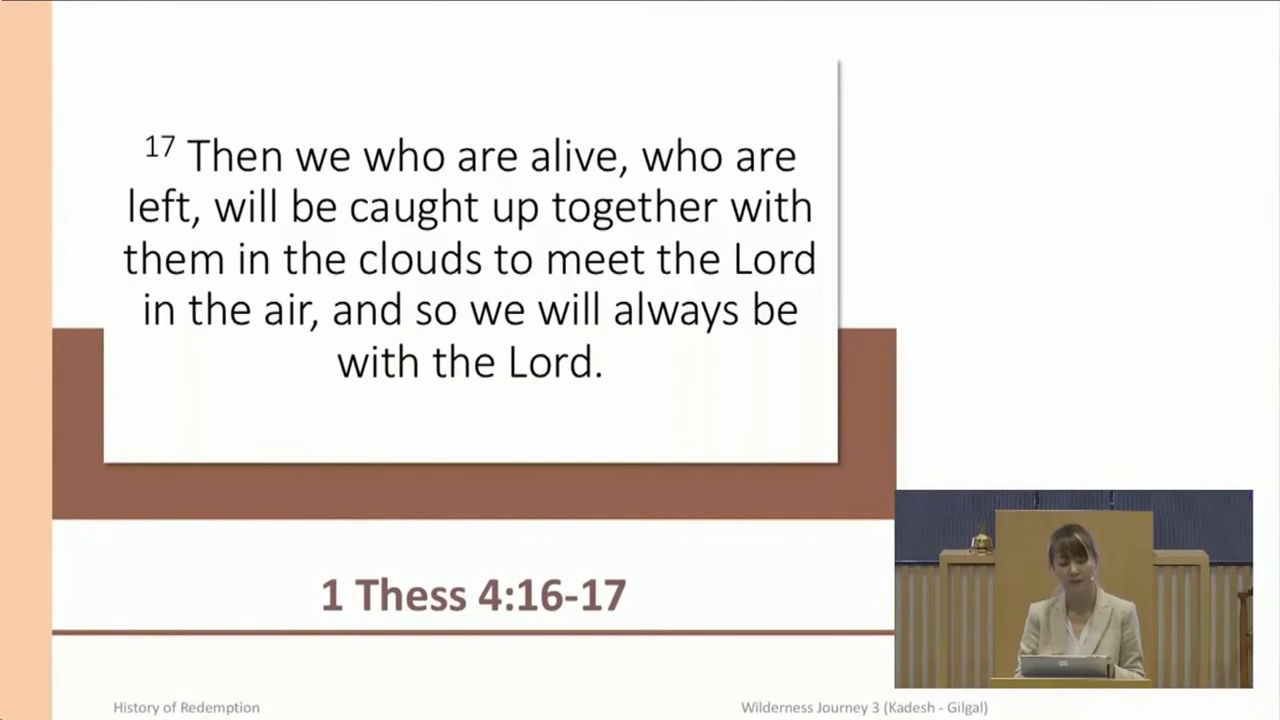 17 Then we who are alive, who are
left, will be caught up together with
them in the clouds to meet the Lord
in the air, and so we will always be
with the Lord.
1 Thess 4:16-17
History of Redemption
Wilderness Journey 3 (Kadesh - Gilgal)